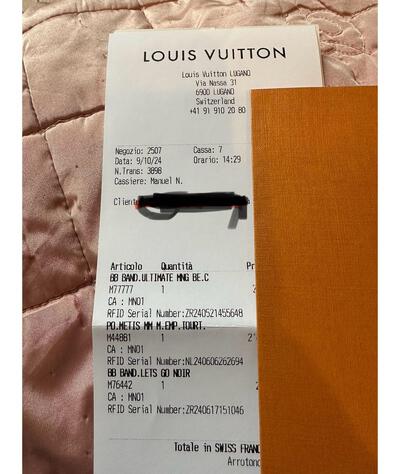 LOUIS VUITTON
Louis Vuitton LUGANO
Via Nassa 31
6900 LUGANO
Switzerland
+41 91 910 20 80
Negozio: 2507 Cassa: 7
Data: 9/10/24 Orario: 14:29
N.Trans: 3898
Cassiere: Manuel N.
Cliente
Articolo Quantità Pr
BB BAND.ULTIMATE MNG BE.C
M77777 1
CA : MN01
RFID Serial Number:ZR240521455648
PO.METIS MM M.EMP.TOURT.
M44881 1 2'
CA : MN01
RFID Serial Number:NL240606262694
BB BAND.LETS GO NOIR
M76442 1
CA : MN01
RFID Serial Number:ZR240617151046
Totale in SWISS FRANC
Arrotond